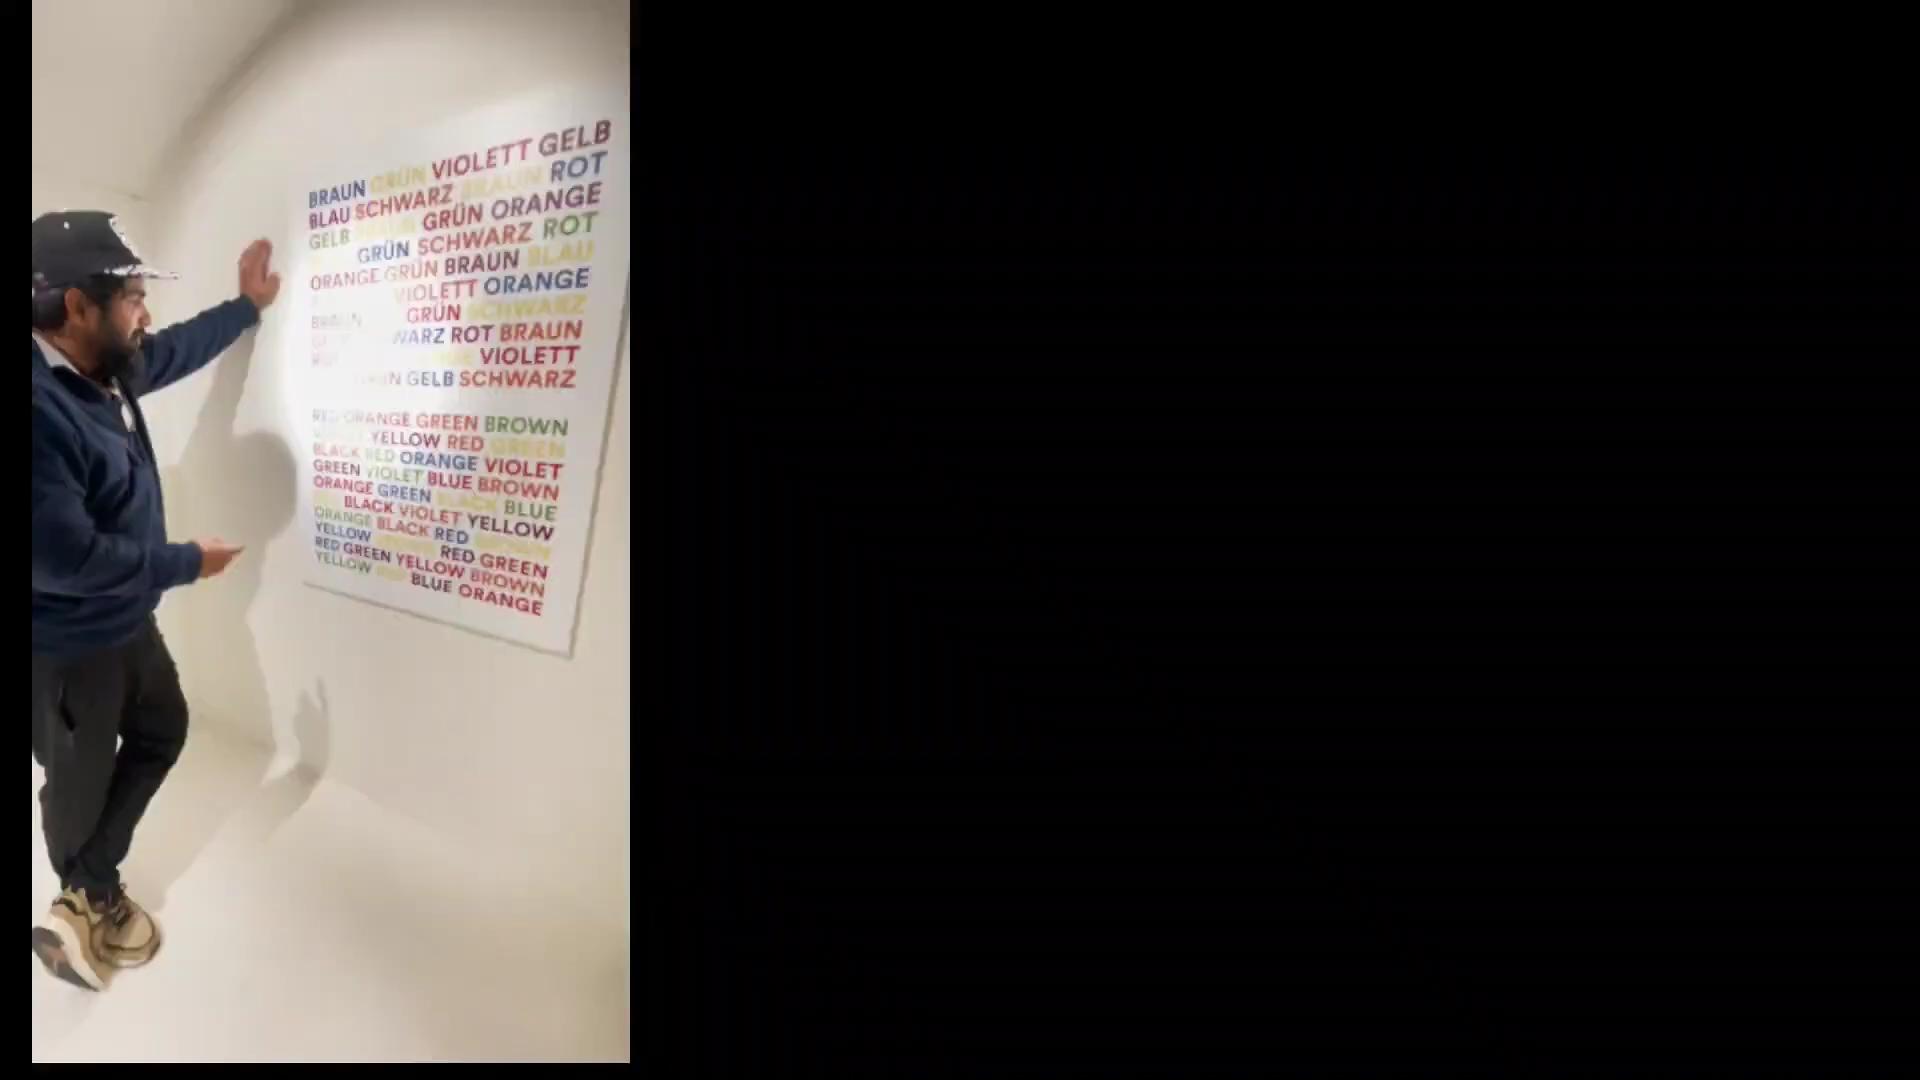 BRAUN GRÜN VIOLETT GELB
BLAU SCHWARZ BRAUN ROT
GELB BRAUN GRÜN ORANGE
GRÜN SCHWARZ ROT
ORANGE GRÜN BRAUN BLAU
VIOLETT ORANGE
BRAUN GRÜN SCHWARZ
ROT BRAUN
VIOLETT
GELB SCHWARZ
RED ORANGE GREEN BROWN
YELLOW RED GREEN
BLACK RED ORANGE VIOLET
GREEN VIOLET BLUE BROWN
ORANGE GREEN BLACK BLUE
BLACK VIOLET YELLOW
ORANGE BLACK RED BROWN
YELLOW RED GREEN
RED GREEN YELLOW BROWN
YELLOW BLUE ORANGE